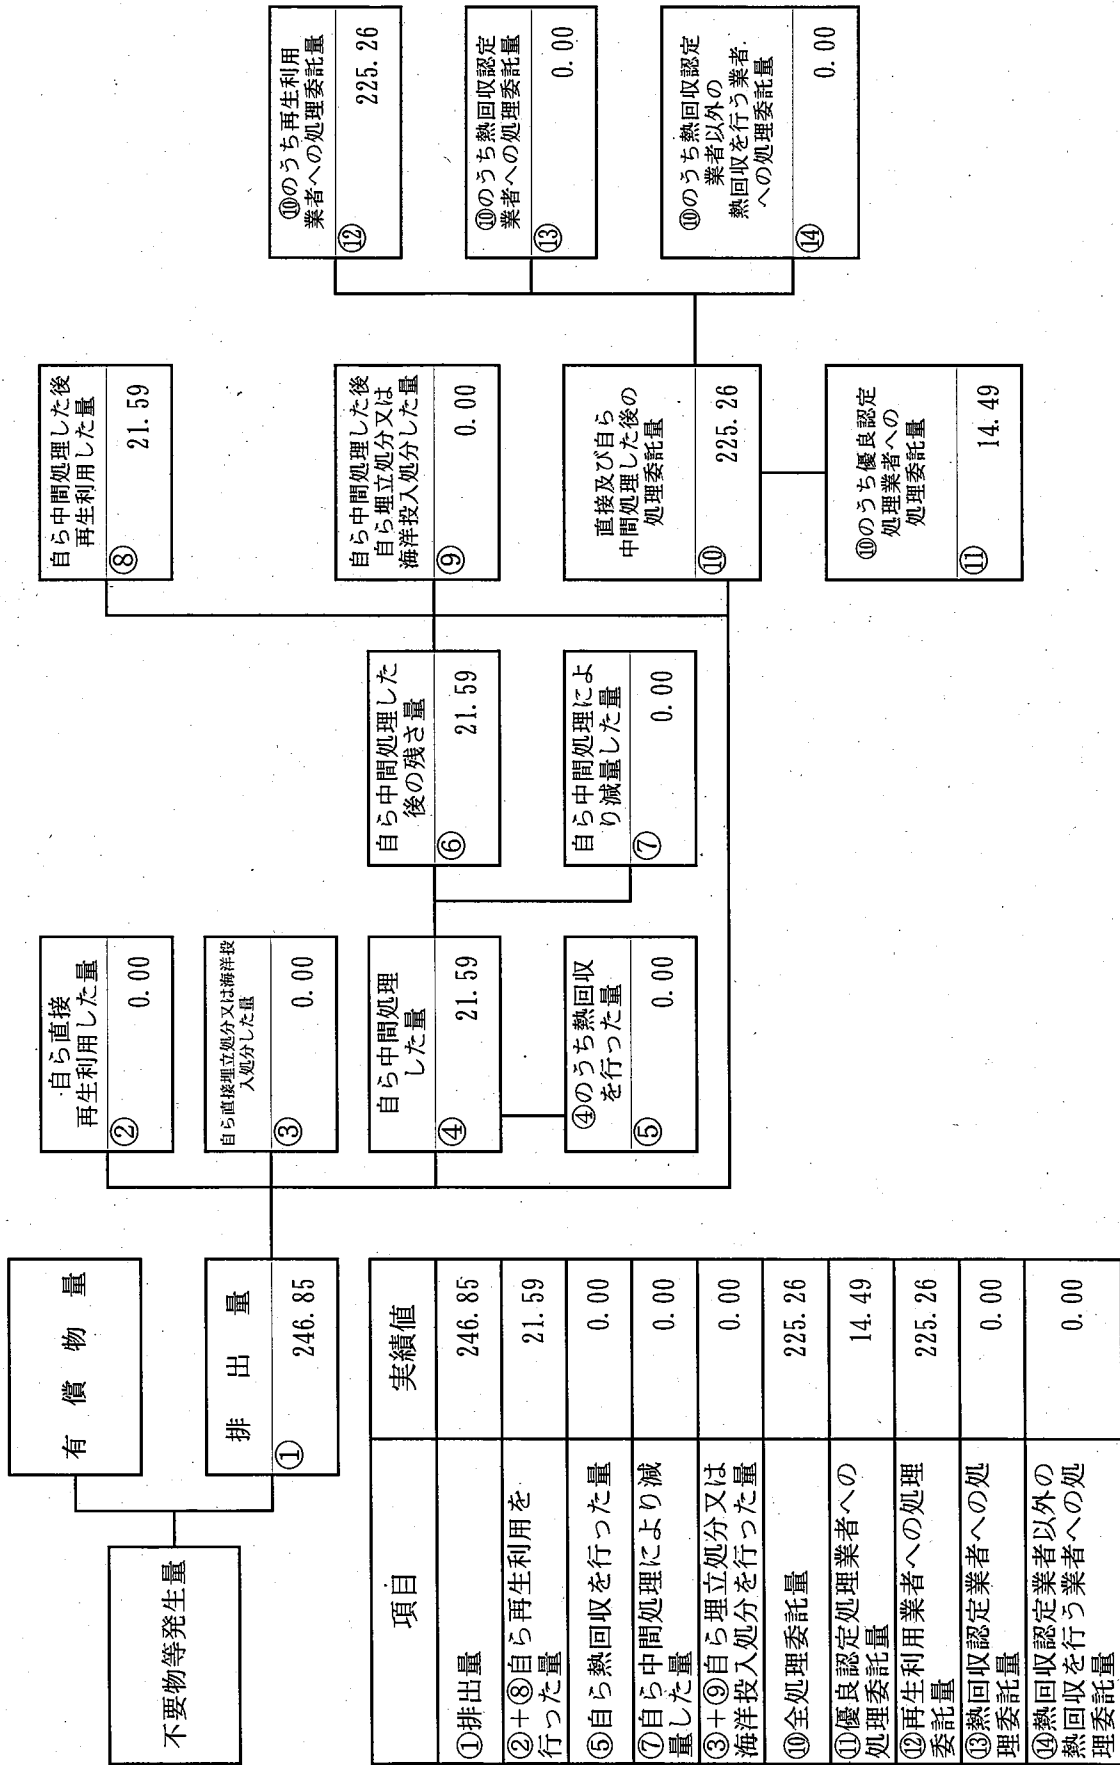 不要物等発生量
有償物量
排出量
① 246.85
自ら直接
再生利用した量
② 0.00
自ら直接埋立処分又は海洋投
入処分した量
③ 0.00
自ら中間処理
した量
④ 21.59
④のうち熱回収
を行った量
⑤ 0.00
自ら中間処理した
後の残さ量
⑥ 21.59
自ら中間処理によ
り減量した量
⑦ 0.00
自ら中間処理した後
再生利用した量
⑧ 21.59
自ら中間処理した後
自ら埋立処分又は
海洋投入処分した量
⑨ 0.00
直接及び自ら
中間処理した後の
処理委託量
⑩ 225.26
⑩のうち優良認定
処理業者への
処理委託量
⑪ 14.49
⑩のうち再生利用
業者への処理委託量
⑫ 225.26
⑩のうち熱回収認定
業者への処理委託量
⑬ 0.00
⑩のうち熱回収認定
業者以外の
熱回収を行う業者
への処理委託量
⑭ 0.00
項目 実績値
①排出量 246.85
②+⑧自ら再生利用を
行った量 21.59
⑤自ら熱回収を行った量 0.00
⑦自ら中間処理により減
量した量 0.00
③+⑨自ら埋立処分又は
海洋投入処分を行った量 0.00
⑩全処理委託量 225.26
⑪優良認定処理業者への
処理委託量 14.49
⑫再生利用業者への処理
委託量 225.26
⑬熱回収認定業者への処
理委託量 0.00
⑭熱回収認定業者以外の
熱回収を行う業者への処
理委託量 0.00